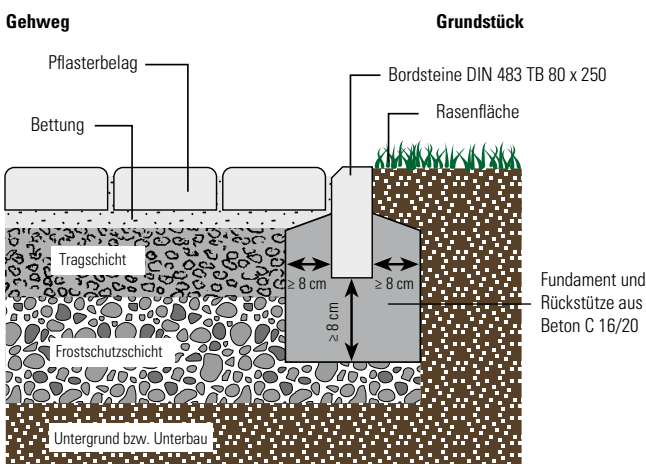 Gehweg
Grundstück
Pflasterbelag
Bordsteine DIN 483 TB 80 x 250
Bettung
Rasenfläche
Tragschicht
≥ 8 cm
≥ 8 cm
≥ 8 cm
Fundament und
Rückstütze aus
Beton C 16/20
Frostschutzschicht
Untergrund bzw. Unterbau